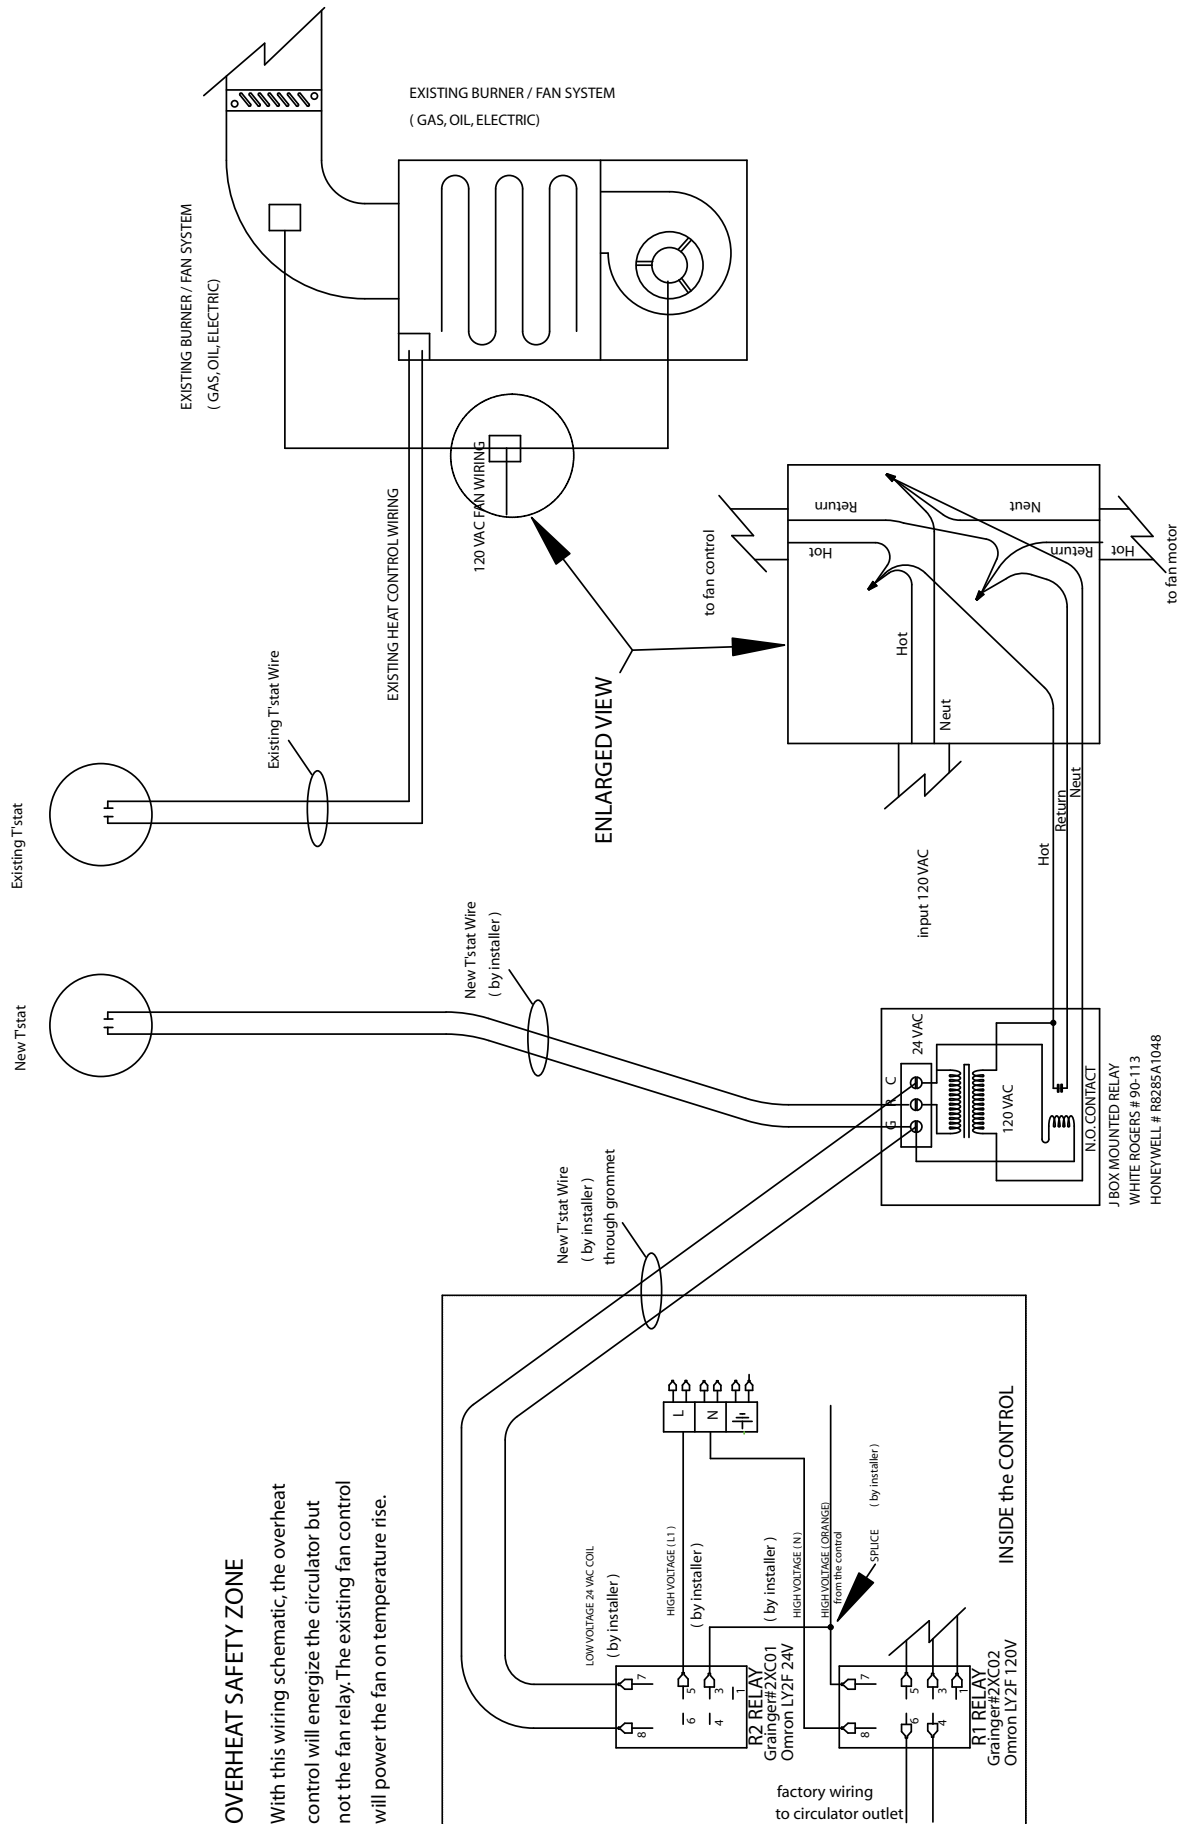 EXISTING BURNER / FAN SYSTEM
( GAS, OIL, ELECTRIC)
EXISTING BURNER / FAN SYSTEM
( GAS, OIL, ELECTRIC)
EXISTING HEAT CONTROL WIRING
120 VAC FAN WIRING
Existing T'stat
Existing T'stat Wire
New T'stat
New T'stat Wire
( by installer )
ENLARGED VIEW
to fan control
Return
Hot
Neut
Return
Hot
to fan motor
Hot
Neut
input 120 VAC
Hot
Return
Neut
24 VAC
C
R
G
120 VAC
N.O. CONTACT
J BOX MOUNTED RELAY
WHITE ROGERS # 90-113
HONEYWELL # R8285A1048
New T'stat Wire
( by installer )
through grommet
OVERHEAT SAFETY ZONE
With this wiring schematic, the overheat
control will energize the circulator but
not the fan relay. The existing fan control
will power the fan on temperature rise.
LOW VOLTAGE 24 VAC COIL
( by installer )
HIGH VOLTAGE ( L1 )
( by installer )
L
N
( by installer )
HIGH VOLTAGE ( N )
HIGH VOLTAGE ( ORANGE)
from the control
SPLICE
( by installer )
INSIDE the CONTROL
7
8
5
6
3
4
1
R2 RELAY
Grainger#2XC01
Omron LY2F 24V
7
8
5
6
3
4
1
R1 RELAY
Grainger#2XC02
Omron LY2F 120V
factory wiring
to circulator outlet